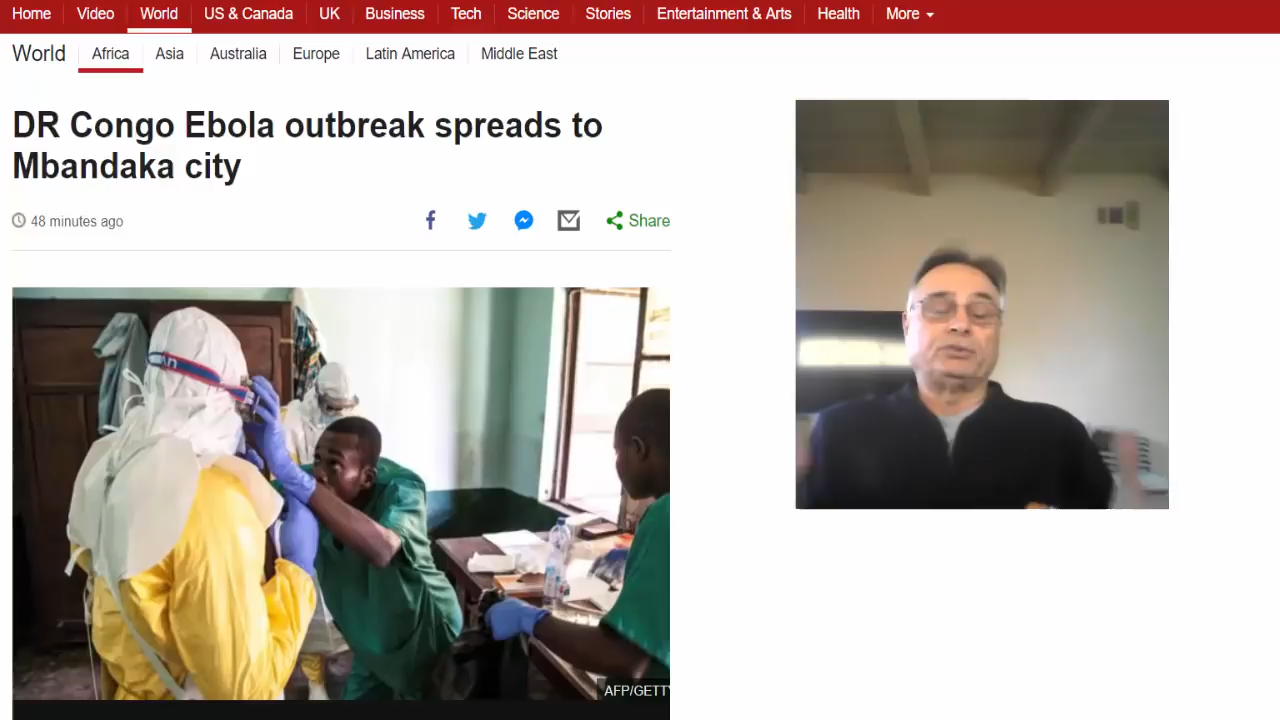 Home Video World US & Canada UK Business Tech Science Stories Entertainment & Arts Health More
World Africa Asia Australia Europe Latin America Middle East
DR Congo Ebola outbreak spreads to
Mbandaka city
48 minutes ago
Share
AFP/GETTY